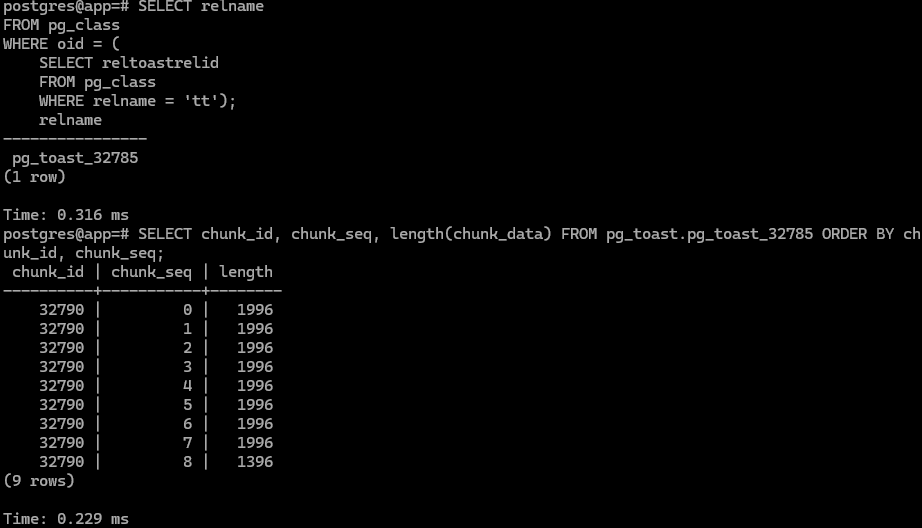 postgres@app=# SELECT relname
FROM pg_class
WHERE oid = (
    SELECT reltoastrelid
    FROM pg_class
    WHERE relname = 'tt');
    relname
----------------
 pg_toast_32785
(1 row)

Time: 0.316 ms
postgres@app=# SELECT chunk_id, chunk_seq, length(chunk_data) FROM pg_toast.pg_toast_32785 ORDER BY ch
unk_id, chunk_seq;
 chunk_id | chunk_seq | length
----------+-----------+--------
    32790 |         0 |   1996
    32790 |         1 |   1996
    32790 |         2 |   1996
    32790 |         3 |   1996
    32790 |         4 |   1996
    32790 |         5 |   1996
    32790 |         6 |   1996
    32790 |         7 |   1996
    32790 |         8 |   1396
(9 rows)

Time: 0.229 ms